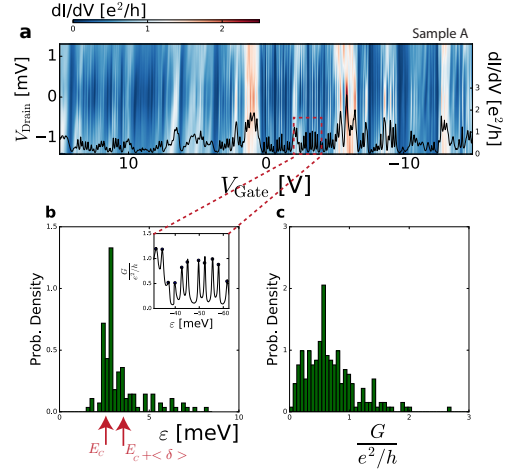 dI/dV [e²/h]
0 1 2
a
Sample A
V_Drain [mV]
1
0
−1
dI/dV [e²/h]
3
2
1
0
10 0 −10
V_Gate [V]
b
Prob. Density
1.5
1.0
0.5
0.0
0 5 10
ε [meV]
E_C
E_C+<δ>
G
e²/h
1.5
1.0
0.5
0.0
−40 −50 −60
ε [meV]
c
Prob. Density
3
2
1
0
0 1 2 3
G
e²/h